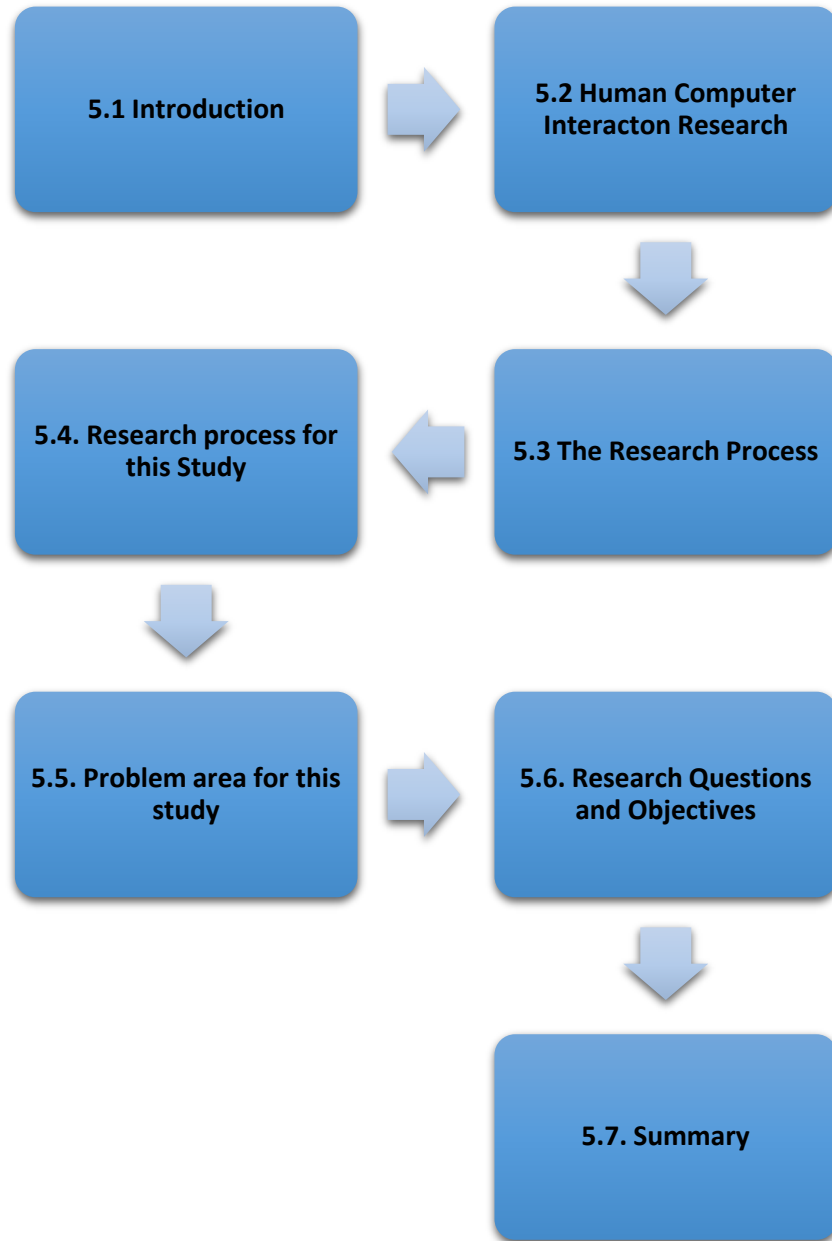 5.1 Introduction
5.2 Human Computer
Interacton Research
5.3 The Research Process
5.4. Research process for
this Study
5.5. Problem area for this
study
5.6. Research Questions
and Objectives
5.7. Summary